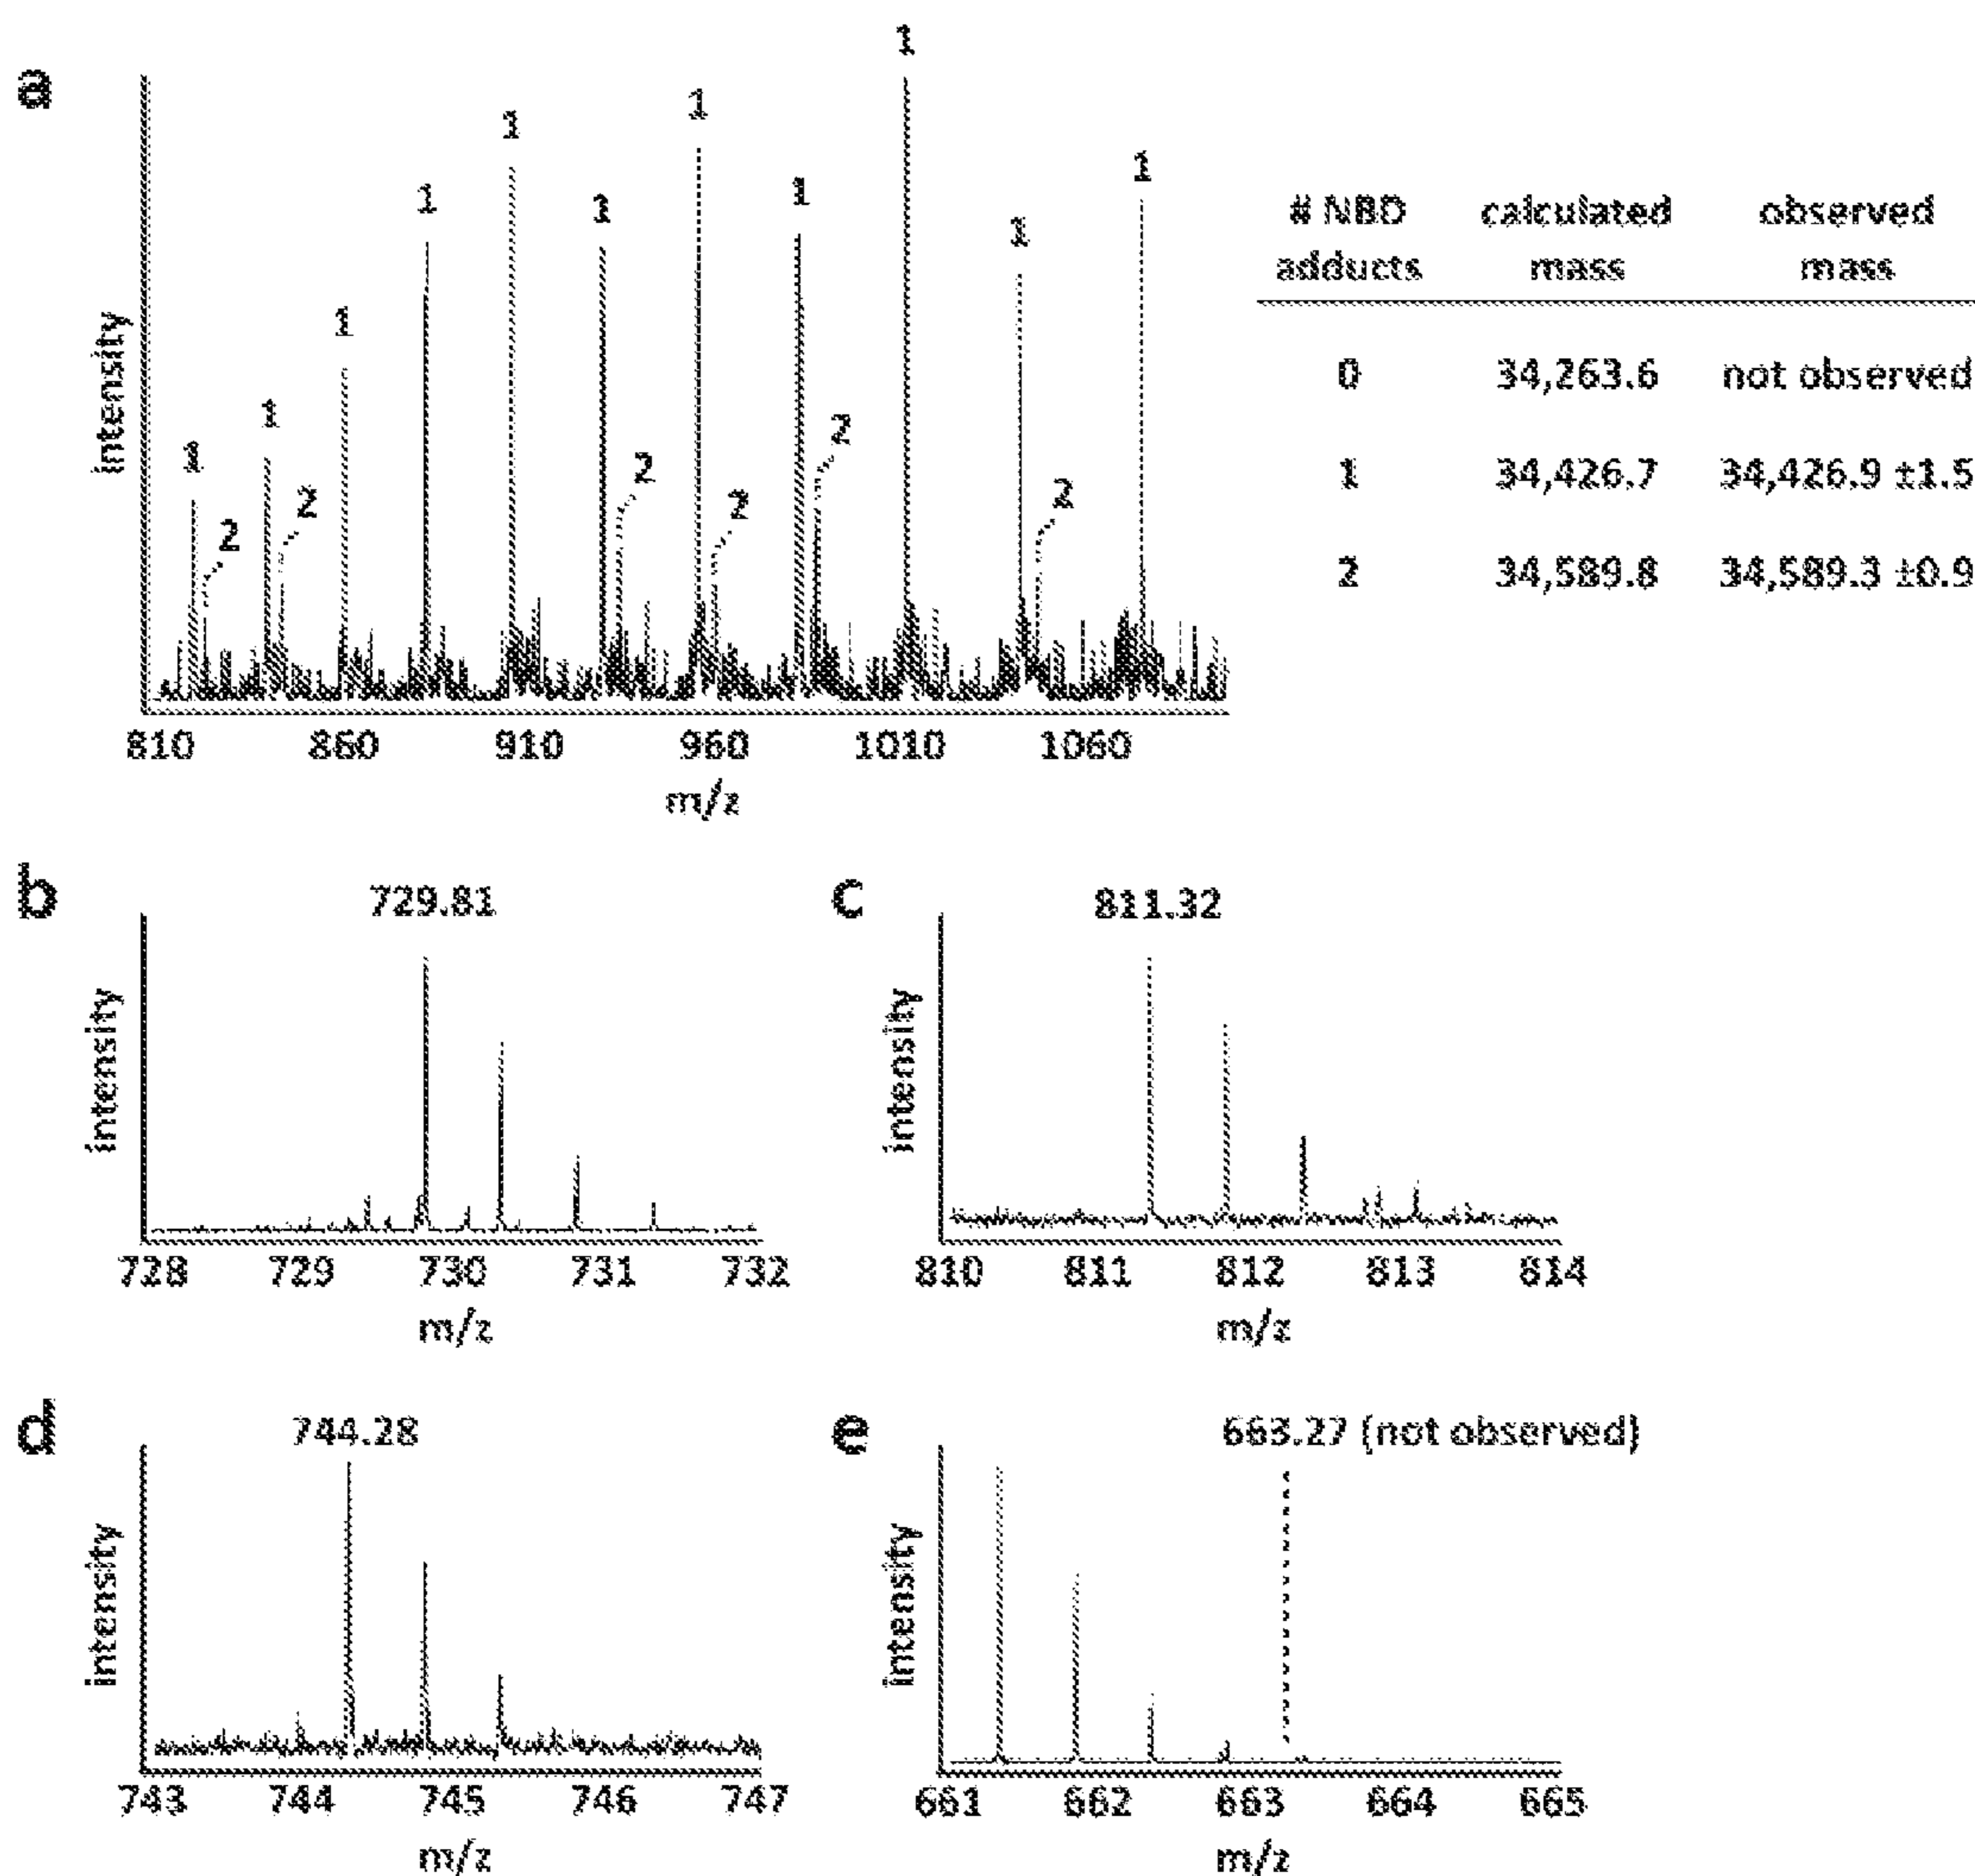 a
1 1 1 1 1 1 1 1 1 1
2 2 2 2 2 2
intensity
810 860 910 960 1010 1060
m/z
# NBD calculated observed
adducts mass mass
0 34,263.6 not observed
1 34,426.7 34,426.9 ±1.5
2 34,589.8 34,589.3 ±0.9
b
729.81
intensity
728 729 730 731 732
m/z
c
811.32
intensity
810 811 812 813 814
m/z
d
744.28
intensity
743 744 745 746 747
m/z
e
663.27 (not observed)
intensity
661 662 663 664 665
m/z